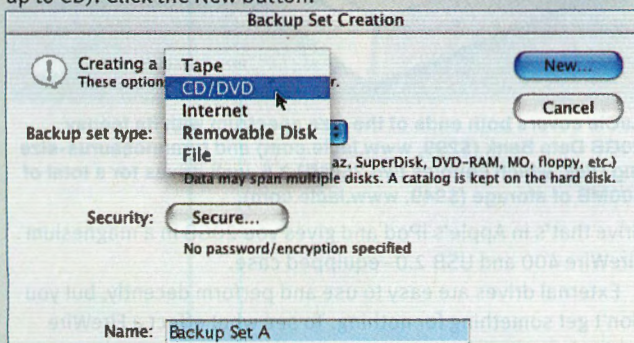 up to CD). Click the New button.
Backup Set Creation
Creating a
These option r.
Tape
CD/DVD
Internet
Removable Disk
File
New...
Cancel
Backup set type:
az, SuperDisk, DVD-RAM, MO, floppy, etc.)
Data may span multiple disks. A catalog is kept on the hard disk.
Security: Secure...
No password/encryption specified
Name: Backup Set A